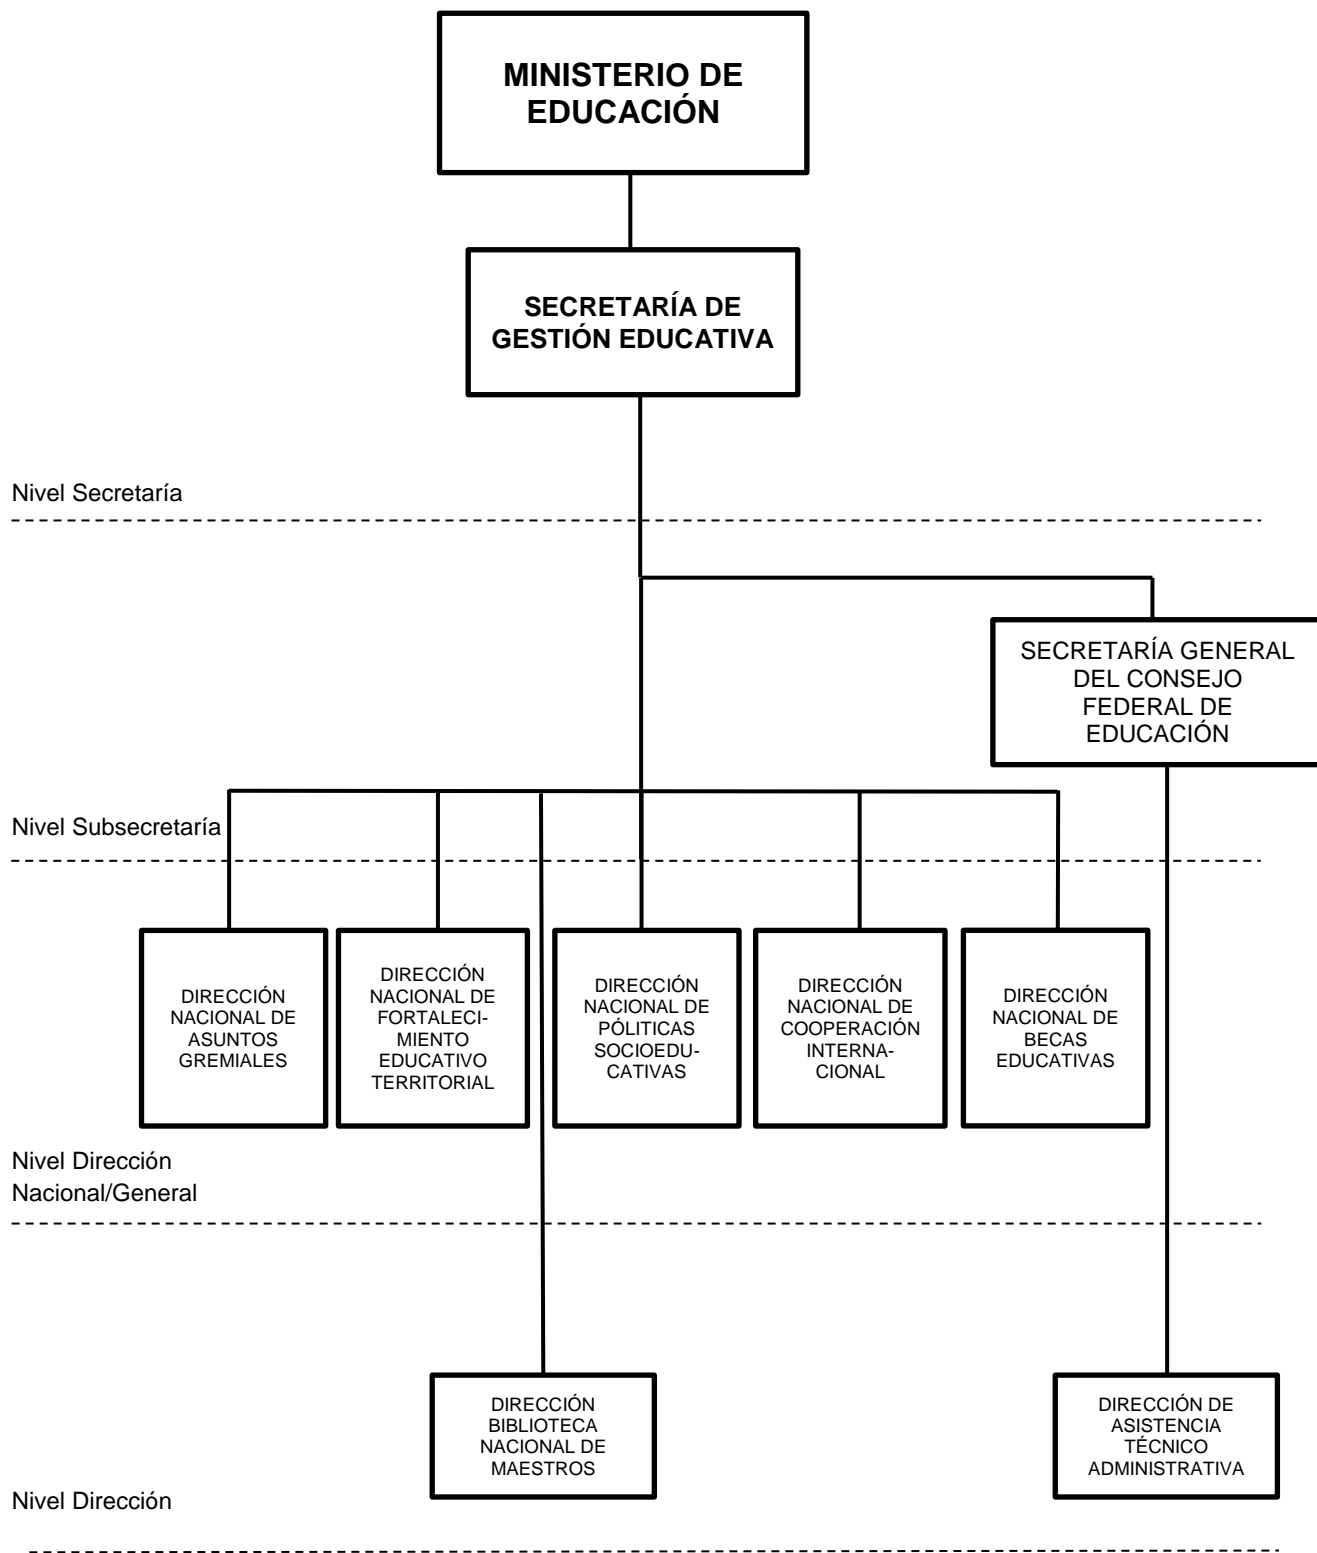 MINISTERIO DE
EDUCACIÓN
SECRETARÍA DE
GESTIÓN EDUCATIVA
Nivel Secretaría
SECRETARÍA GENERAL
DEL CONSEJO
FEDERAL DE
EDUCACIÓN
Nivel Subsecretaría
DIRECCIÓN
NACIONAL DE
ASUNTOS
GREMIALES
DIRECCIÓN
NACIONAL DE
FORTALECI-
MIENTO
EDUCATIVO
TERRITORIAL
DIRECCIÓN
NACIONAL DE
PÓLITICAS
SOCIOEDU-
CATIVAS
DIRECCIÓN
NACIONAL DE
COOPERACIÓN
INTERNA-
CIONAL
DIRECCIÓN
NACIONAL DE
BECAS
EDUCATIVAS
Nivel Dirección
Nacional/General
DIRECCIÓN
BIBLIOTECA
NACIONAL DE
MAESTROS
DIRECCIÓN DE
ASISTENCIA
TÉCNICO
ADMINISTRATIVA
Nivel Dirección